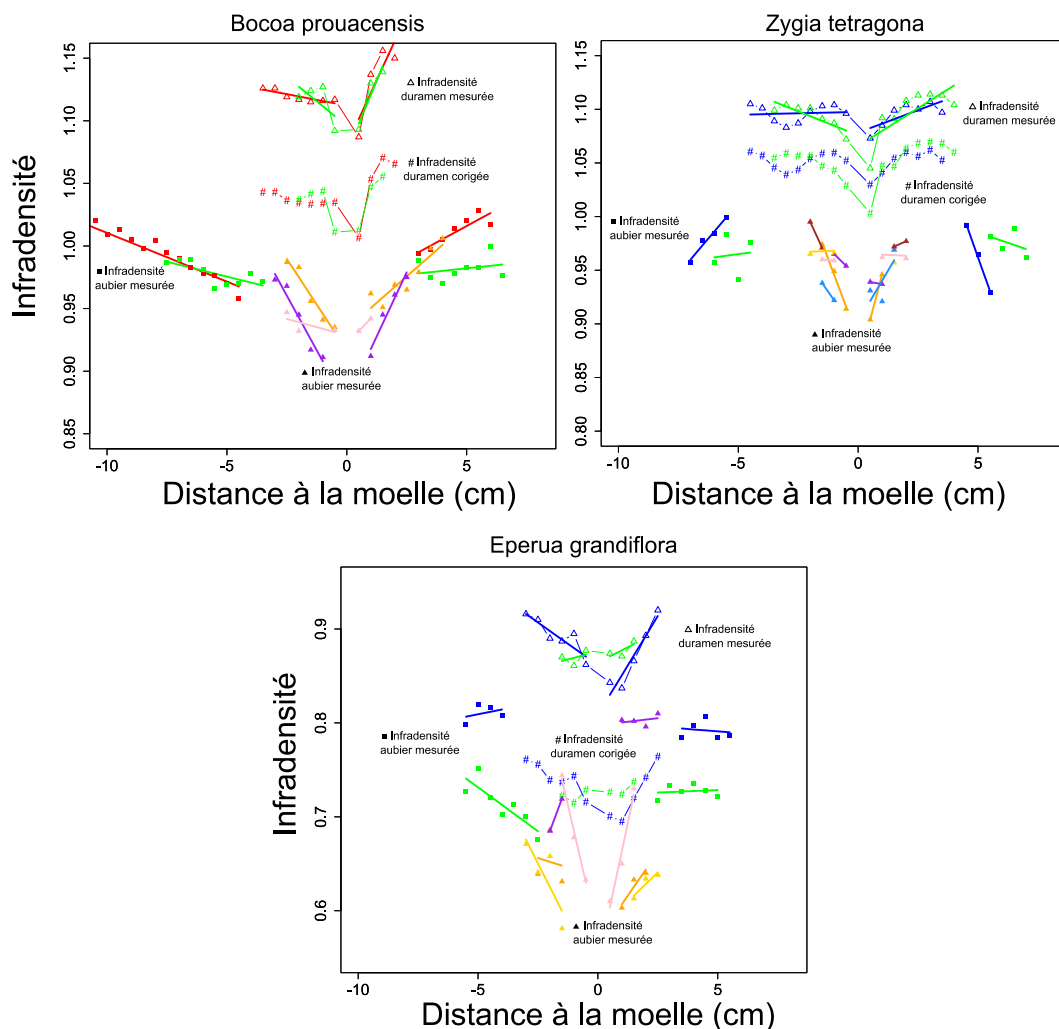 Bocoa prouacensis
Infradensité
1.15
1.10
1.05
1.00
0.95
0.90
0.85
△ Infradensité
duramen mesurée
# Infradensité
duramen corigée
■ Infradensité
aubier mesurée
▲ Infradensité
aubier mesurée
-10 -5 0 5
Distance à la moelle (cm)
Zygia tetragona
1.15
1.10
1.05
1.00
0.95
0.90
0.85
0.80
△ Infradensité
duramen mesurée
# Infradensité
duramen corigée
■ Infradensité
aubier mesurée
▲ Infradensité
aubier mesurée
-10 -5 0 5
Distance à la moelle (cm)
Eperua grandiflora
Infradensité
0.9
0.8
0.7
0.6
△ Infradensité
duramen mesurée
■ Infradensité
aubier mesurée
# Infradensité
duramen corigée
▲ Infradensité
aubier mesurée
-10 -5 0 5
Distance à la moelle (cm)